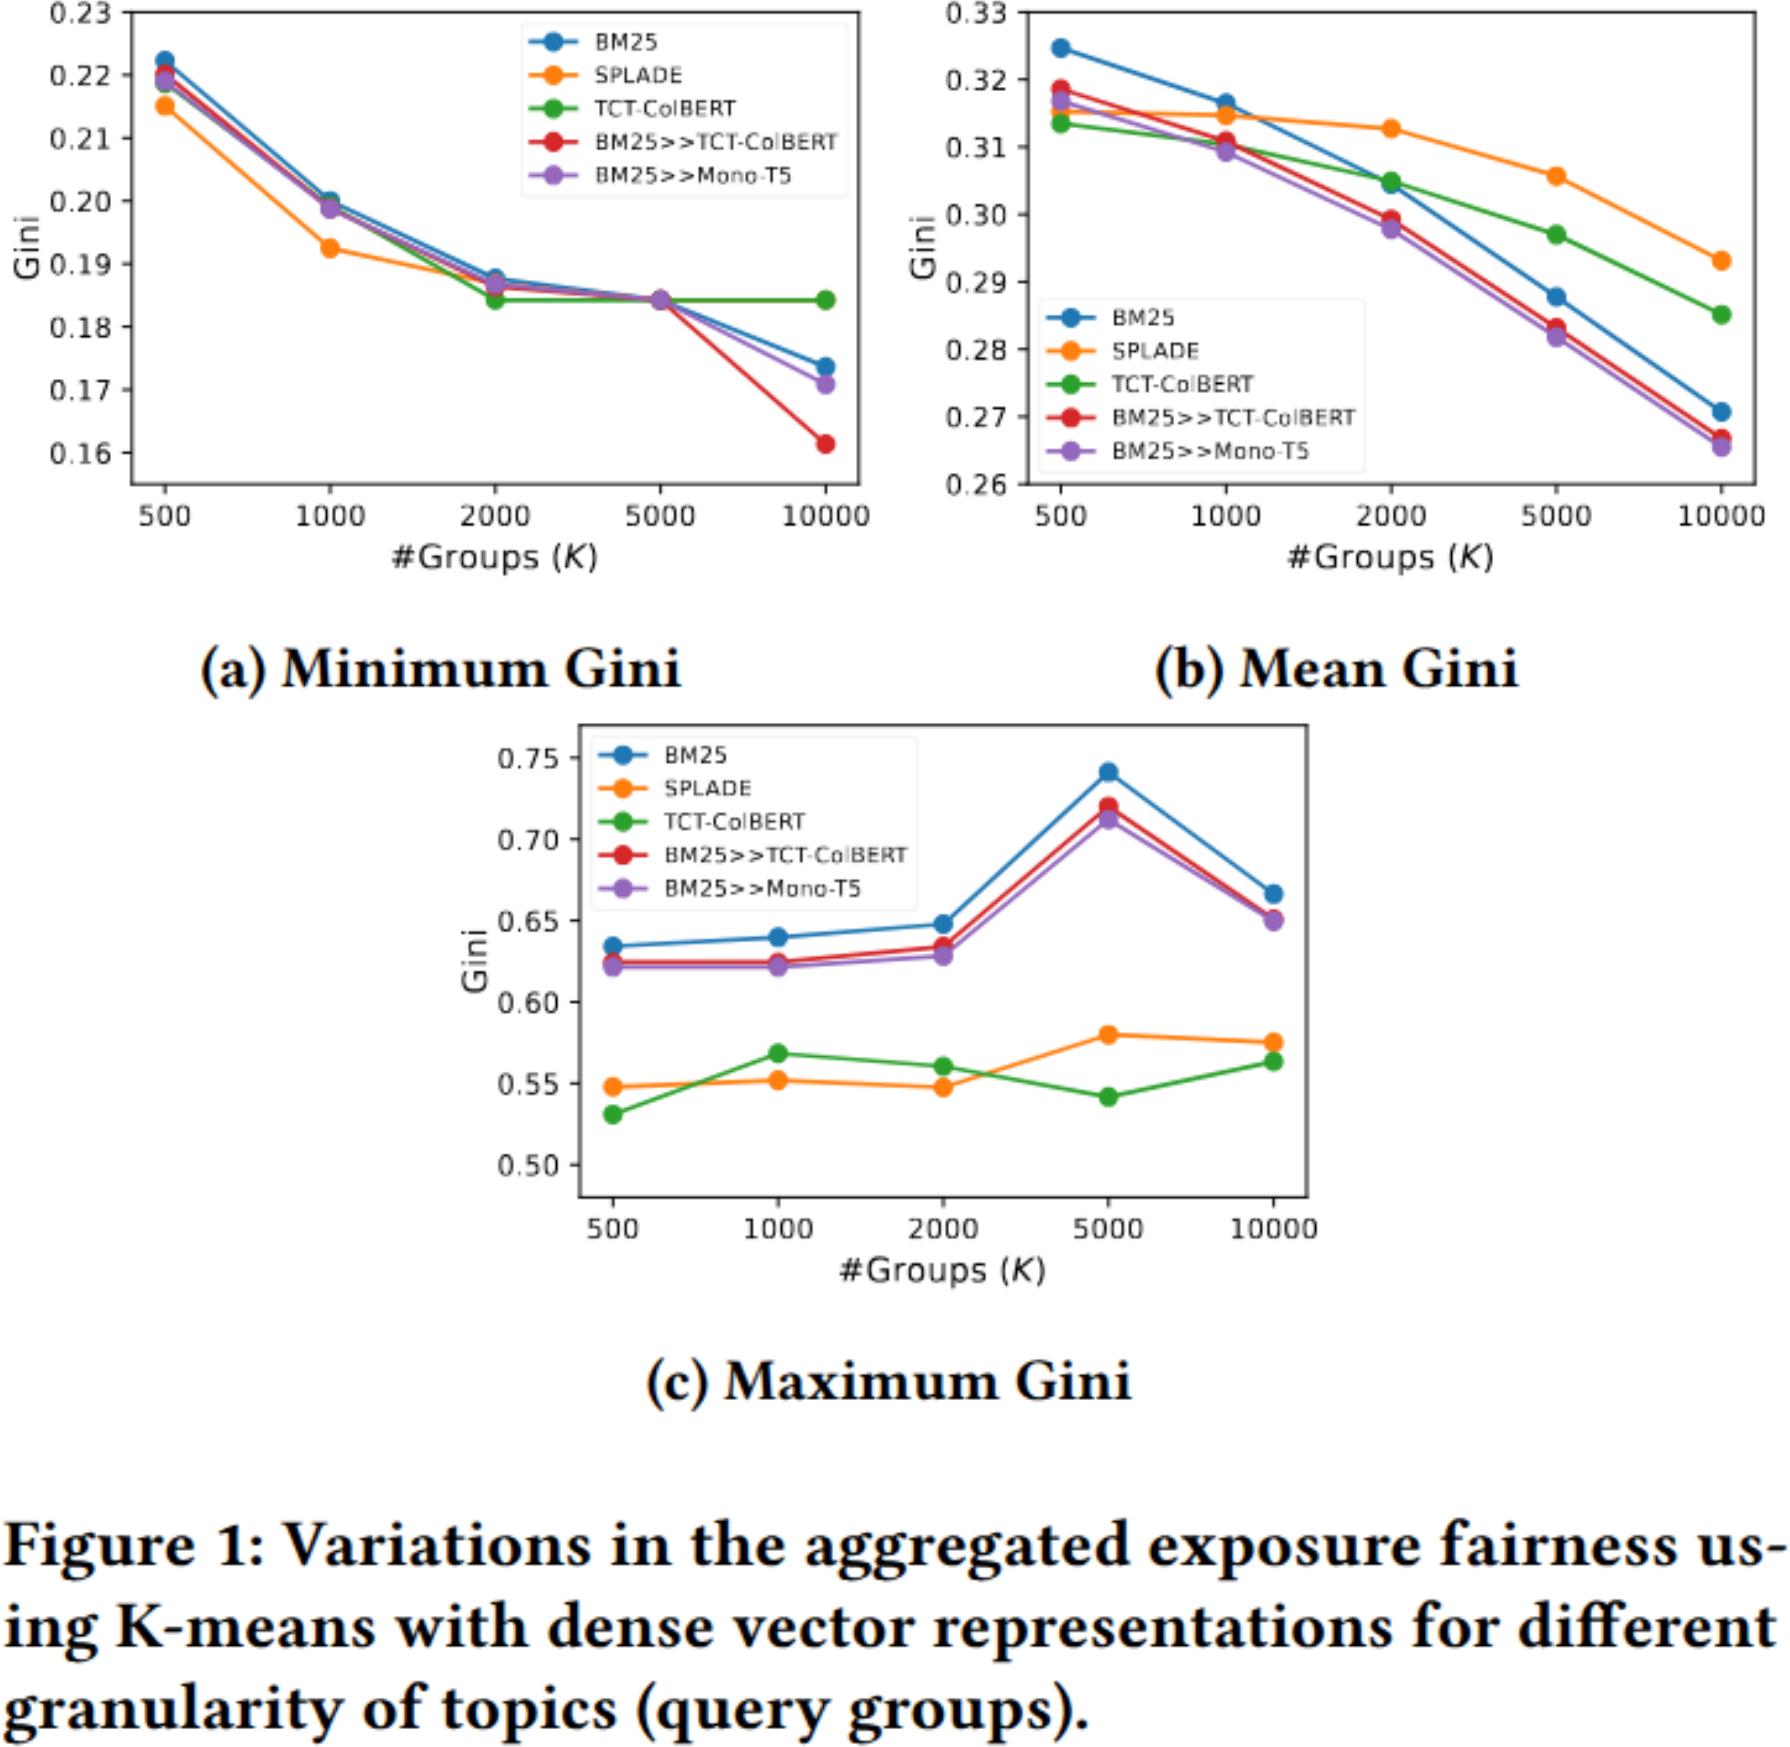 0.23
0.22
0.21
0.20
0.19
0.18
0.17
0.16
Gini
BM25
SPLADE
TCT-ColBERT
BM25>>TCT-ColBERT
BM25>>Mono-T5
500 1000 2000 5000 10000
#Groups (K)
(a) Minimum Gini
0.33
0.32
0.31
0.30
0.29
0.28
0.27
0.26
Gini
BM25
SPLADE
TCT-ColBERT
BM25>>TCT-ColBERT
BM25>>Mono-T5
500 1000 2000 5000 10000
#Groups (K)
(b) Mean Gini
0.75
0.70
0.65
0.60
0.55
0.50
Gini
BM25
SPLADE
TCT-ColBERT
BM25>>TCT-ColBERT
BM25>>Mono-T5
500 1000 2000 5000 10000
#Groups (K)
(c) Maximum Gini
Figure 1: Variations in the aggregated exposure fairness us-
ing K-means with dense vector representations for different
granularity of topics (query groups).